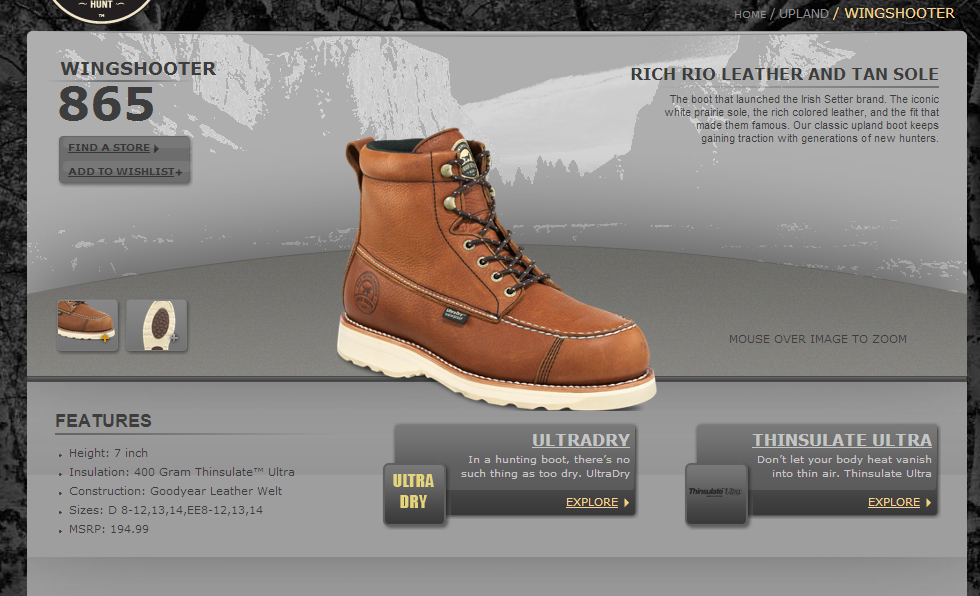 HUNT
TM
HOME / UPLAND / WINGSHOOTER
WINGSHOOTER
865
FIND A STORE
ADD TO WISHLIST+
RICH RIO LEATHER AND TAN SOLE
The boot that launched the Irish Setter brand. The iconic
white prairie sole, the rich colored leather, and the fit that
made them famous. Our classic upland boot keeps
gaining traction with generations of new hunters.
UltraDry
MOUSE OVER IMAGE TO ZOOM
FEATURES
Height: 7 inch
Insulation: 400 Gram Thinsulate™ Ultra
Construction: Goodyear Leather Welt
Sizes: D 8-12,13,14,EE8-12,13,14
MSRP: 194.99
ULTRA
DRY
ULTRADRY
In a hunting boot, there's no
such thing as too dry. UltraDry
EXPLORE
Thinsulate Ultra
THINSULATE ULTRA
Don't let your body heat vanish
into thin air. Thinsulate Ultra
EXPLORE